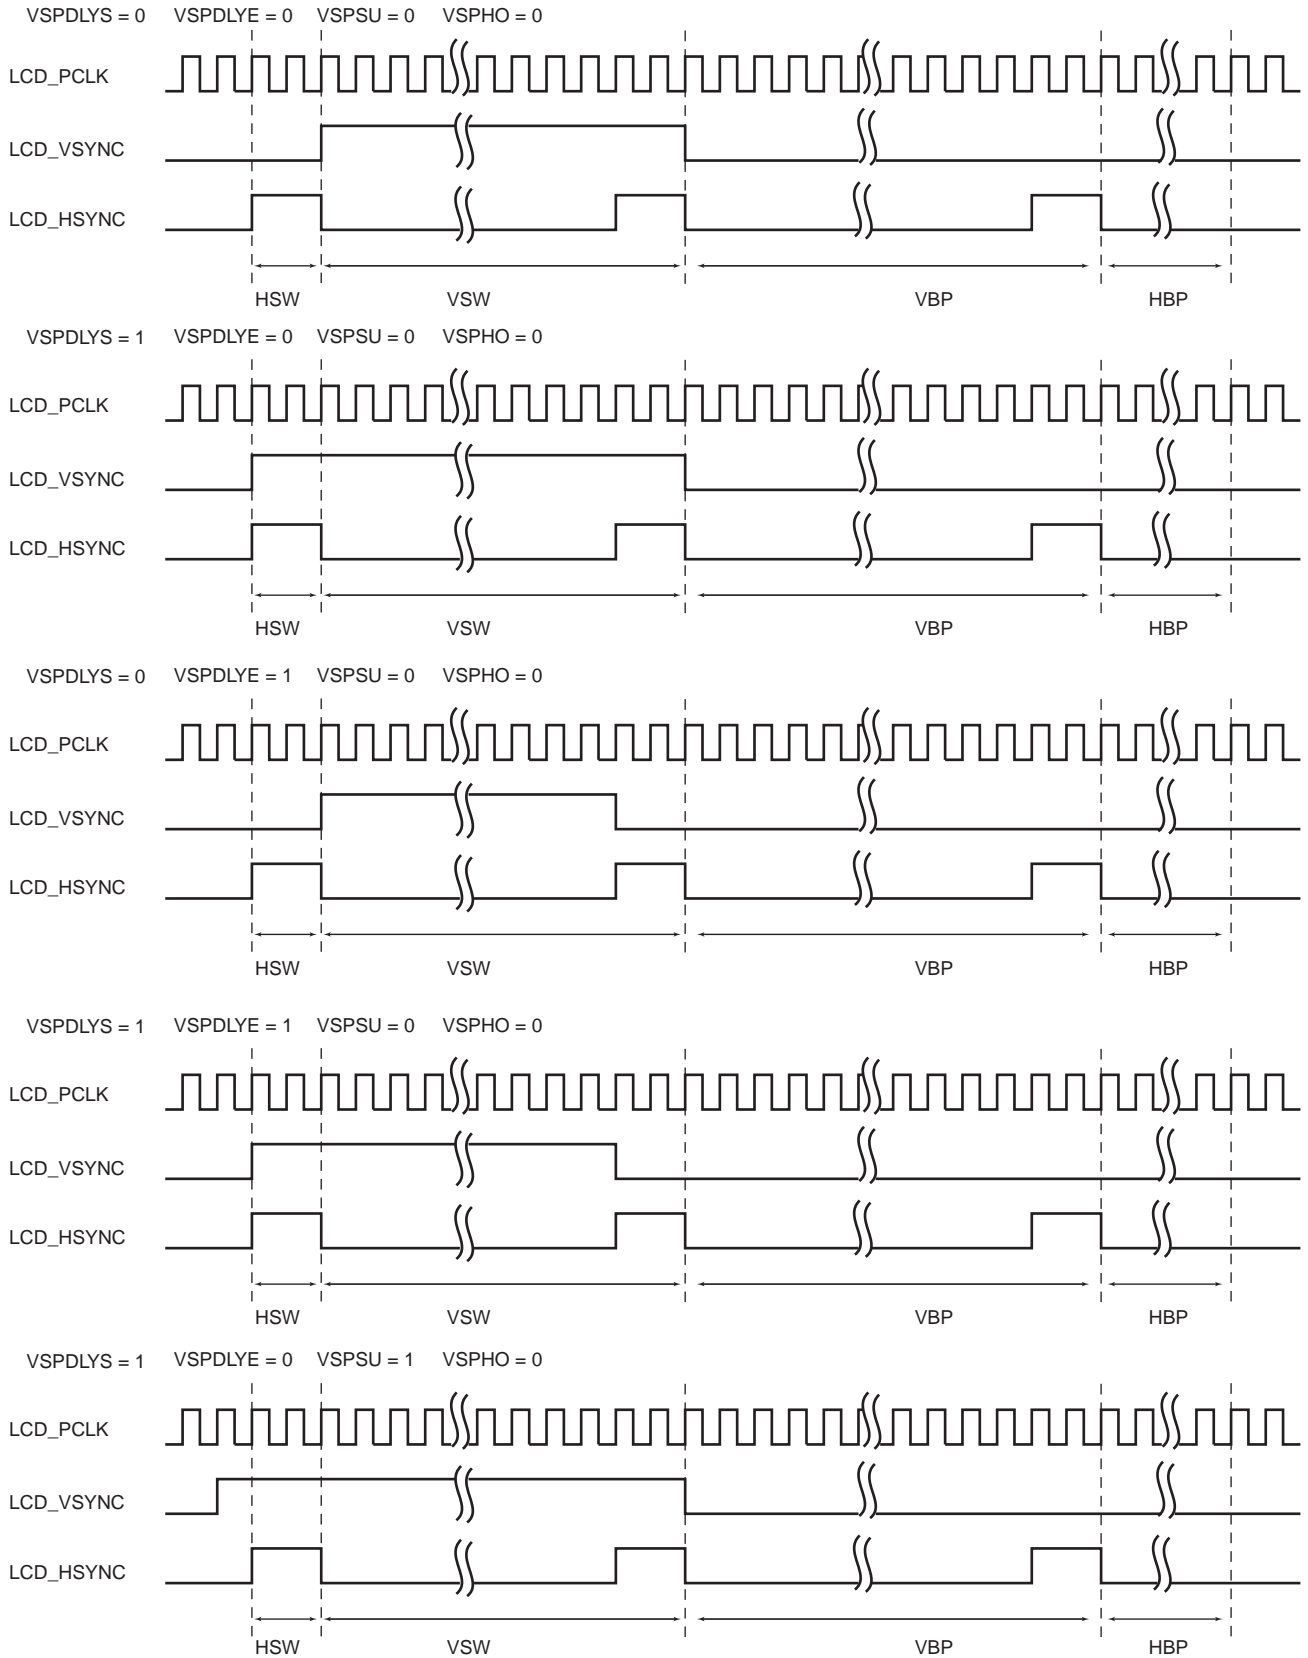 VSPDLYS = 0 VSPDLYE = 0 VSPSU = 0 VSPHO = 0
LCD_PCLK
LCD_VSYNC
LCD_HSYNC
HSW VSW VBP HBP
VSPDLYS = 1 VSPDLYE = 0 VSPSU = 0 VSPHO = 0
LCD_PCLK
LCD_VSYNC
LCD_HSYNC
HSW VSW VBP HBP
VSPDLYS = 0 VSPDLYE = 1 VSPSU = 0 VSPHO = 0
LCD_PCLK
LCD_VSYNC
LCD_HSYNC
HSW VSW VBP HBP
VSPDLYS = 1 VSPDLYE = 1 VSPSU = 0 VSPHO = 0
LCD_PCLK
LCD_VSYNC
LCD_HSYNC
HSW VSW VBP HBP
VSPDLYS = 1 VSPDLYE = 0 VSPSU = 1 VSPHO = 0
LCD_PCLK
LCD_VSYNC
LCD_HSYNC
HSW VSW VBP HBP